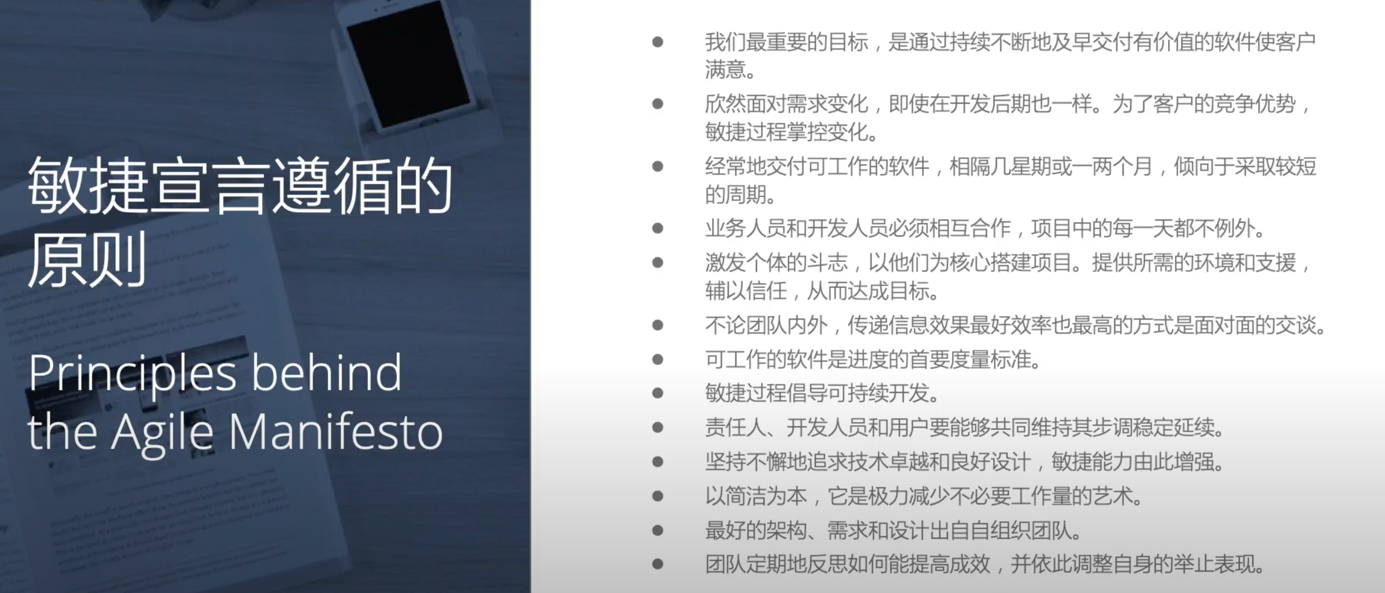 敏捷宣言遵循的
原则
Principles behind
the Agile Manifesto
我们最重要的目标，是通过持续不断地及早交付有价值的软件使客户
满意。
欣然面对需求变化，即使在开发后期也一样。为了客户的竞争优势，
敏捷过程掌控变化。
经常地交付可工作的软件，相隔几星期或一两个月，倾向于采取较短
的周期。
业务人员和开发人员必须相互合作，项目中的每一天都不例外。
激发个体的斗志，以他们为核心搭建项目。提供所需的环境和支援，
辅以信任，从而达成目标。
不论团队内外，传递信息效果最好效率也最高的方式是面对面的交谈。
可工作的软件是进度的首要度量标准。
敏捷过程倡导可持续开发。
责任人、开发人员和用户要能够共同维持其步调稳定延续。
坚持不懈地追求技术卓越和良好设计，敏捷能力由此增强。
以简洁为本，它是极力减少不必要工作量的艺术。
最好的架构、需求和设计出自自组织团队。
团队定期地反思如何能提高成效，并依此调整自身的举止表现。